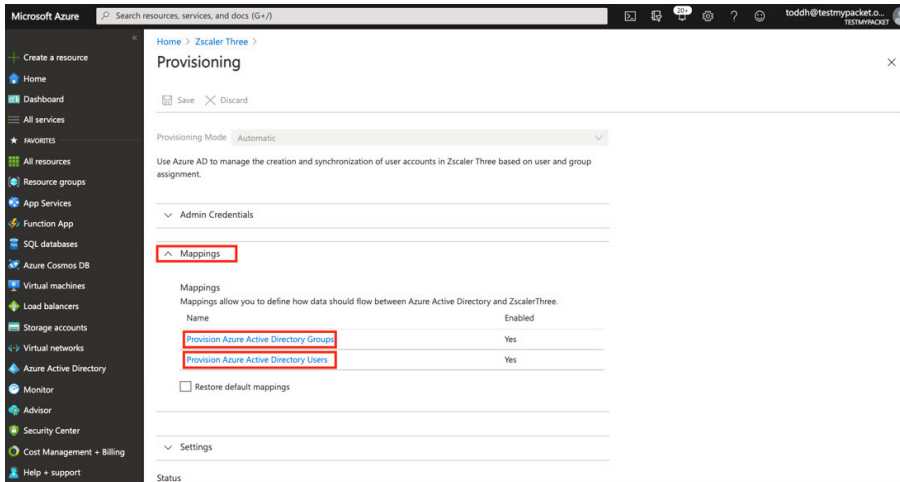 Microsoft Azure
Search resources, services, and docs (G+/)
20+
toddh@testmypacket.o...
TESTMYPACKET
Create a resource
Home
Dashboard
All services
FAVORITES
All resources
Resource groups
App Services
Function App
SQL databases
Azure Cosmos DB
Virtual machines
Load balancers
Storage accounts
Virtual networks
Azure Active Directory
Monitor
Advisor
Security Center
Cost Management + Billing
Help + support
Home > Zscaler Three >
Provisioning
Save Discard
Provisioning Mode Automatic
Use Azure AD to manage the creation and synchronization of user accounts in Zscaler Three based on user and group
assignment.
Admin Credentials
Mappings
Mappings
Mappings allow you to define how data should flow between Azure Active Directory and ZscalerThree.
Name Enabled
Provision Azure Active Directory Groups Yes
Provision Azure Active Directory Users Yes
Restore default mappings
Settings
Status